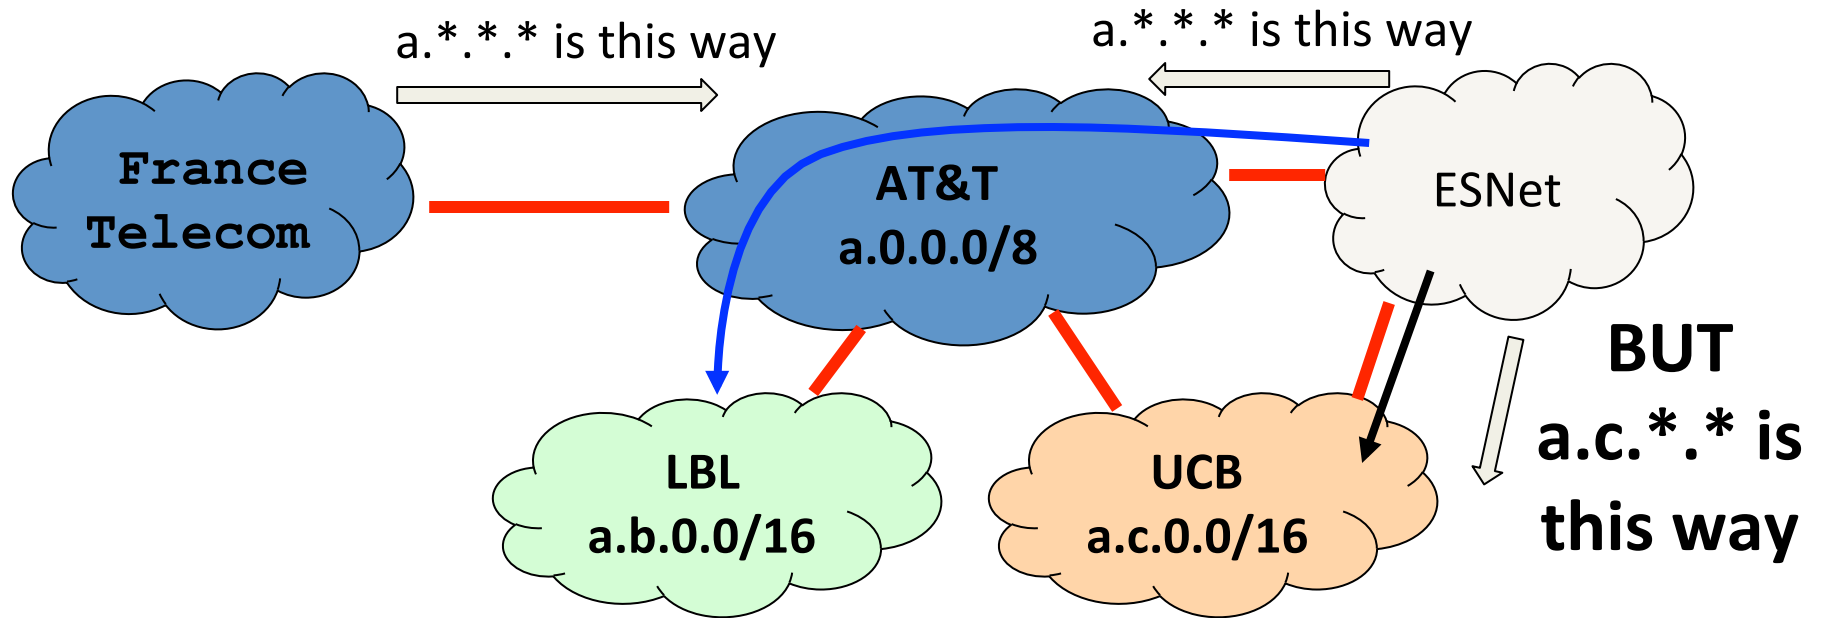 a.*.*.* is this way
a.*.*.* is this way
France
Telecom
AT&T
a.0.0.0/8
ESNet
BUT
a.c.*.* is
this way
LBL
a.b.0.0/16
UCB
a.c.0.0/16